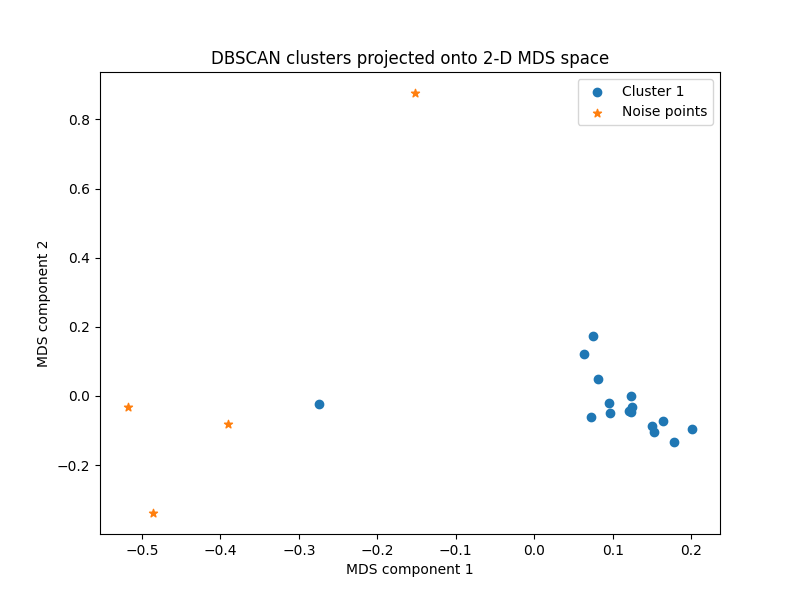 DBSCAN clusters projected onto 2-D MDS space
Cluster 1
Noise points
0.8
0.6
0.4
0.2
0.0
−0.2
MDS component 2
−0.5
−0.4
−0.3
−0.2
−0.1
0.0
0.1
0.2
MDS component 1